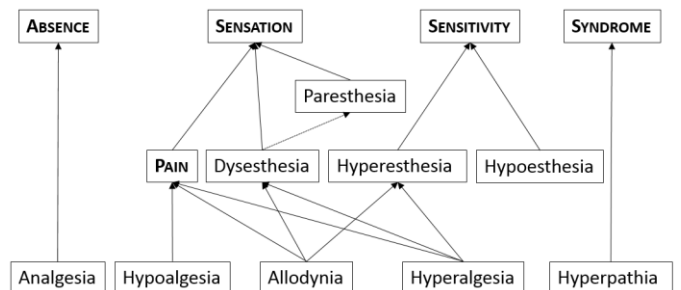 ABSENCE
SENSATION
SENSITIVITY
SYNDROME
Paresthesia
PAIN
Dysesthesia
Hyperesthesia
Hypoesthesia
Analgesia
Hypoalgesia
Allodynia
Hyperalgesia
Hyperpathia